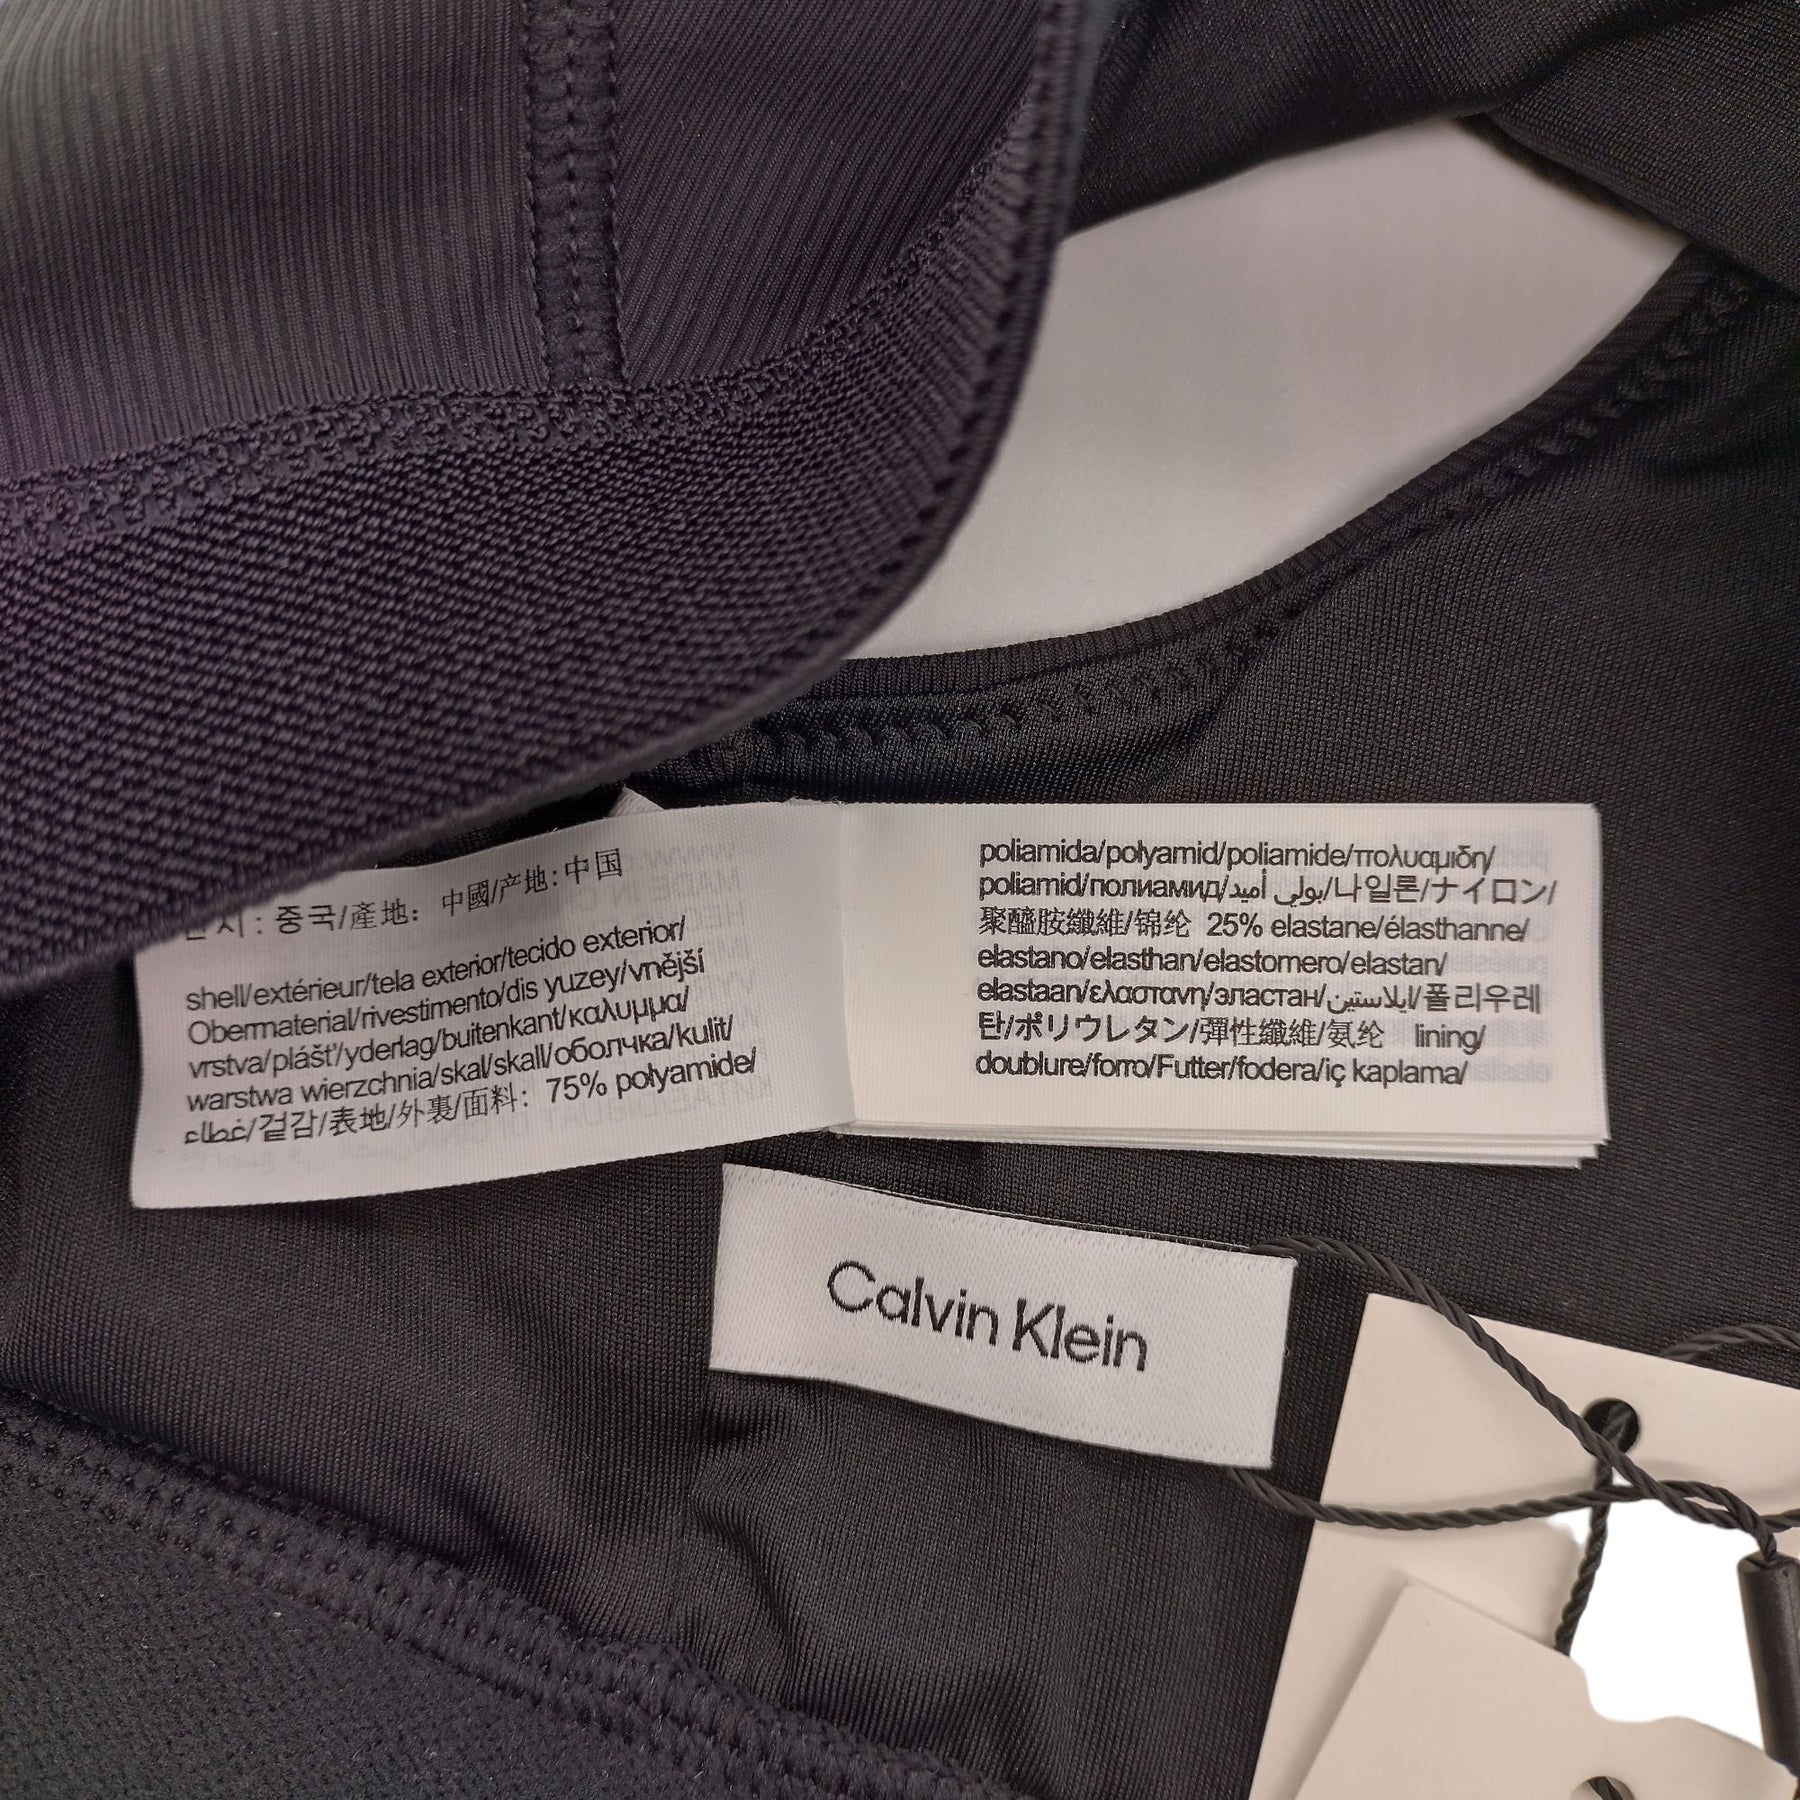 중국/產地: 中國/产地: 中国
shell/extérieur/tela exterior/tecido exterior/
Obermaterial/rivestimento/dis yuzey/vnější
vrstva/plášť/yderlag/buitenkant/καλυμμα/
warstwa wierzchnia/skal/skall/оболчка/kulit/
غطاء/겉감/表地/外裏/面料: 75% polyamide/
poliamida/polyamid/poliamide/πολυαμιδη/
poliamid/полиамид/بولي أميد/나일론/ナイロン/
聚醯胺纖維/锦纶 25% elastane/élasthanne/
elastano/elasthan/elastomero/elastan/
elastaan/ελαστανη/эластан/ايلاستين/폴리우레
탄/ポリウレタン/彈性纖維/氨纶 lining/
doublure/forro/Futter/fodera/iç kaplama/
Calvin Klein